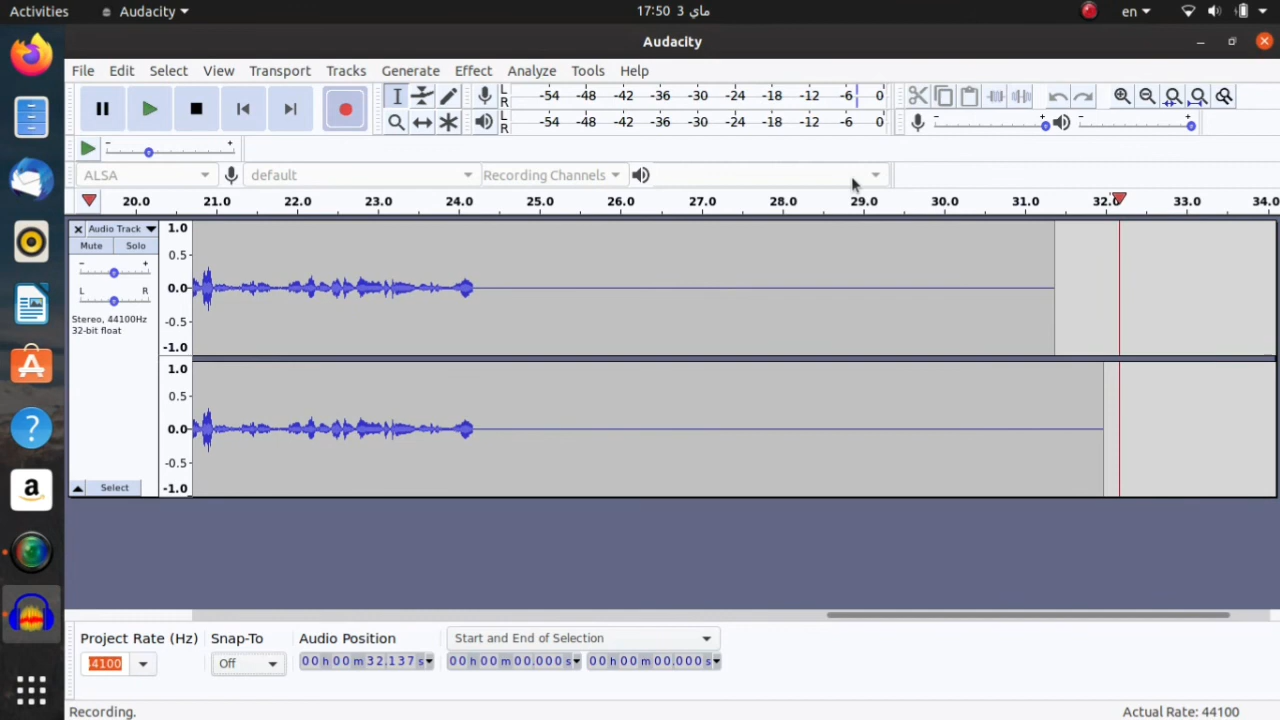 Activities Audacity ماي 3 17:50 en
Audacity
File Edit Select View Transport Tracks Generate Effect Analyze Tools Help
L R -54 -48 -42 -36 -30 -24 -18 -12 -6 0
L R -54 -48 -42 -36 -30 -24 -18 -12 -6 0
- +
ALSA default Recording Channels
20.0 21.0 22.0 23.0 24.0 25.0 26.0 27.0 28.0 29.0 30.0 31.0 32.0 33.0 34.0
Audio Track 1.0
Mute Solo
0.5
- +
0.0
L R
Stereo, 44100Hz
32-bit float
-0.5
-1.0
1.0
0.5
0.0
-0.5
Select -1.0
Project Rate (Hz) Snap-To Audio Position Start and End of Selection
44100 Off 00 h 00 m 32.137 s 00 h 00 m 00.000 s 00 h 00 m 00.000 s
Recording. Actual Rate: 44100